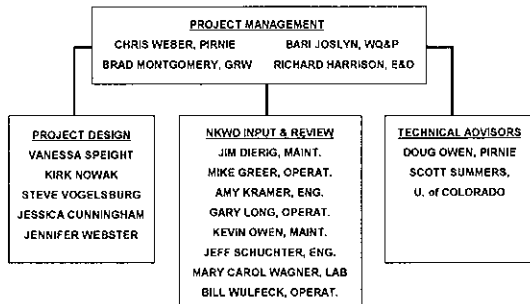 PROJECT MANAGEMENT
CHRIS WEBER, PIRNIE BARI JOSLYN, WQ&P
BRAD MONTGOMERY, GRW RICHARD HARRISON, E&D
PROJECT DESIGN
VANESSA SPEIGHT
KIRK NOWAK
STEVE VOGELSBURG
JESSICA CUNNINGHAM
JENNIFER WEBSTER
NKWD INPUT & REVIEW
JIM DIERIG, MAINT.
MIKE GREER, OPERAT.
AMY KRAMER, ENG.
GARY LONG, OPERAT.
KEVIN OWEN, MAINT.
JEFF SCHUCHTER, ENG.
MARY CAROL WAGNER, LAB
BILL WULFECK, OPERAT.
TECHNICAL ADVISORS
DOUG OWEN, PIRNIE
SCOTT SUMMERS,
U. of COLORADO